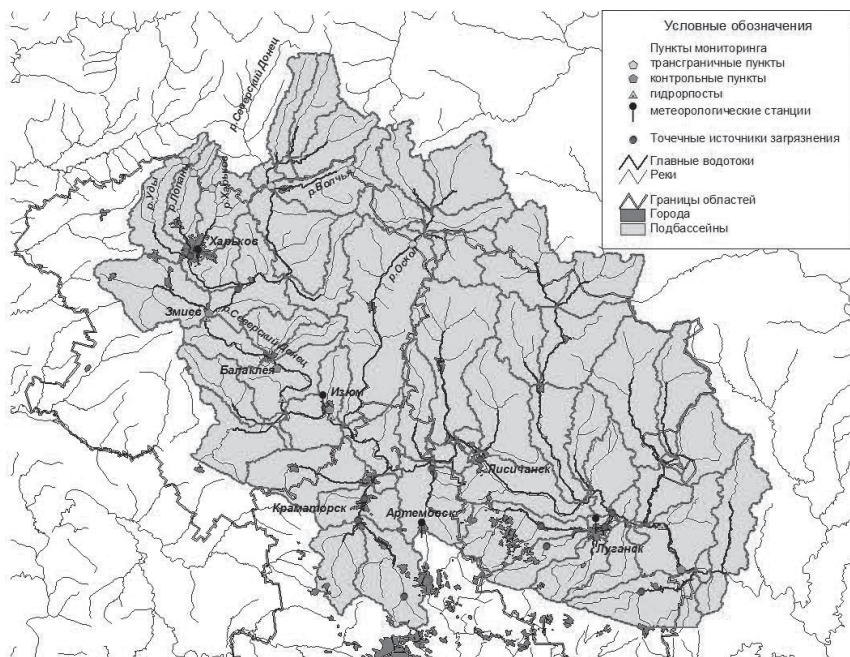 Условные обозначения
Пункты мониторинга
трансграничные пункты
контрольные пункты
гидрорпосты
метеорологические станции
Точечные источники загрязнения
Главные водотоки
Реки
Границы областей
Города
Подбассейны
р.Северский Донец
р.Уды
р.Лопань
р.Харьков
р.Волчья
Харьков
р.Оскол
Змиев
р.Северский Донец
Балаклея
Изюм
Лисичанск
Краматорск
Артемовск
Луганск